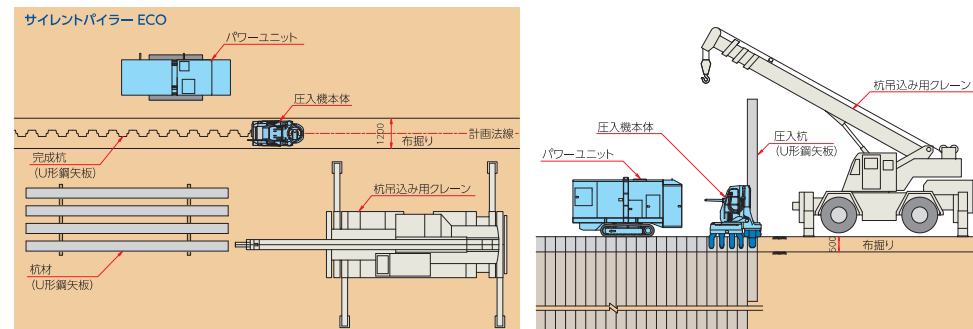 サイレントパイラー ECO
パワーユニット
圧入機本体
1200
計画法線
布掘り
完成杭
(U形鋼矢板)
杭吊込み用クレーン
杭材
(U形鋼矢板)
杭吊込み用クレーン
圧入機本体
圧入杭
(U形鋼矢板)
パワーユニット
500
布掘り